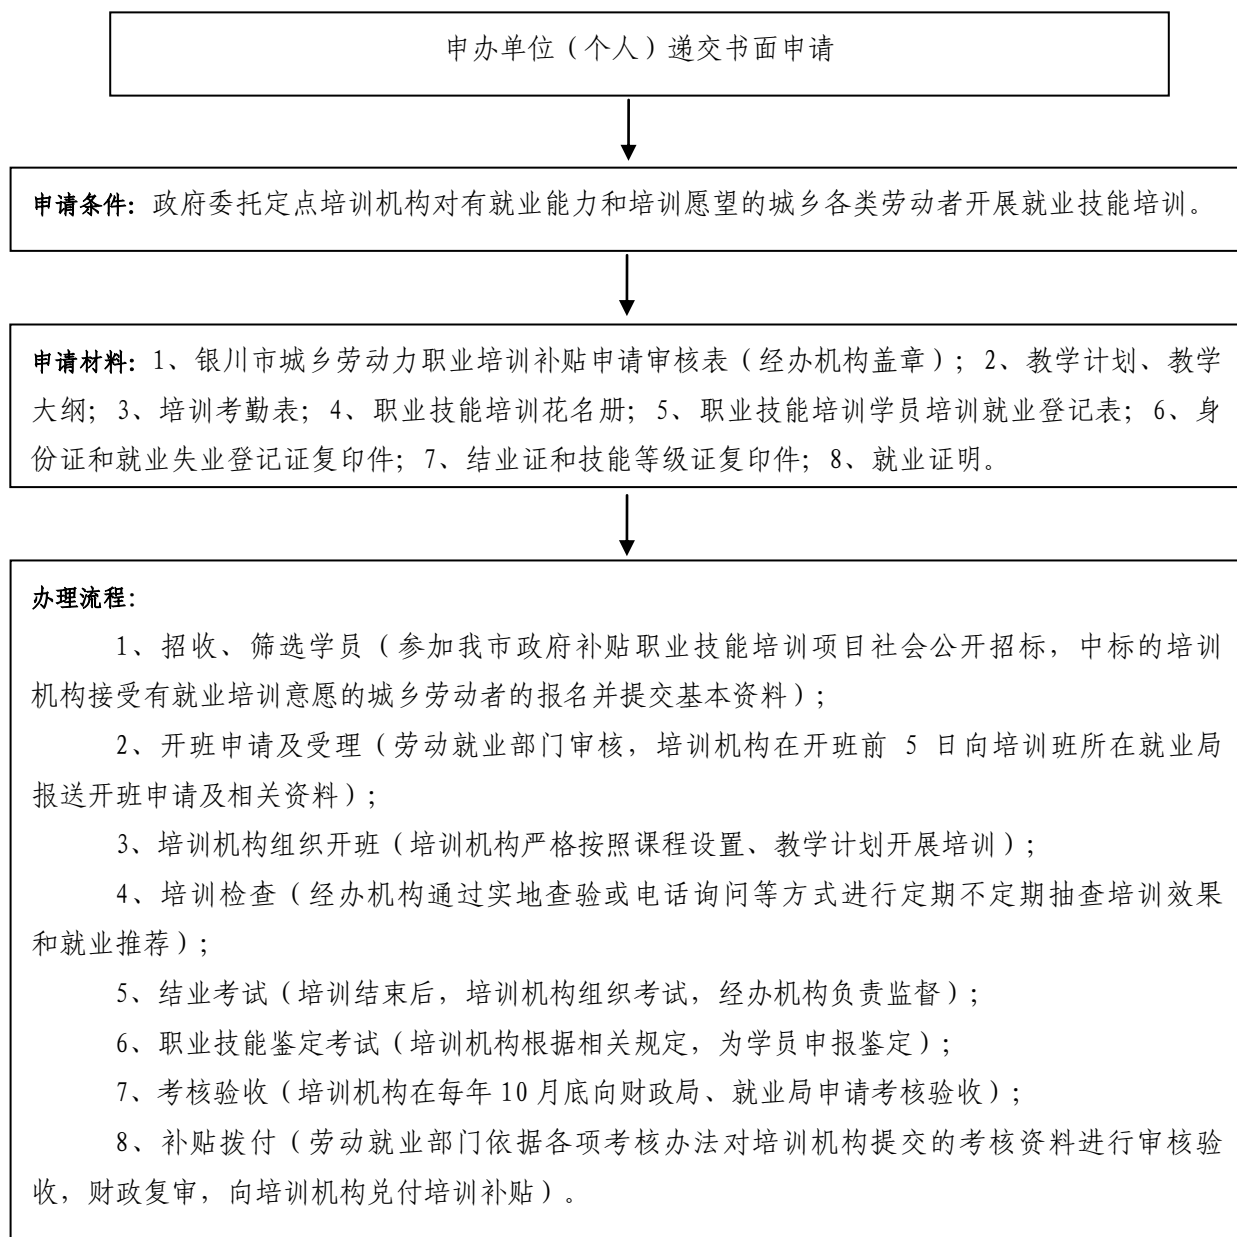 申办单位（个人）递交书面申请
申请条件：政府委托定点培训机构对有就业能力和培训愿望的城乡各类劳动者开展就业技能培训。
申请材料：1、银川市城乡劳动力职业培训补贴申请审核表（经办机构盖章）；2、教学计划、教学
大纲；3、培训考勤表；4、职业技能培训花名册；5、职业技能培训学员培训就业登记表；6、身
份证和就业失业登记证复印件；7、结业证和技能等级证复印件；8、就业证明。
办理流程：
1、招收、筛选学员（参加我市政府补贴职业技能培训项目社会公开招标，中标的培训
机构接受有就业培训意愿的城乡劳动者的报名并提交基本资料）；
2、开班申请及受理（劳动就业部门审核，培训机构在开班前 5 日向培训班所在就业局
报送开班申请及相关资料）；
3、培训机构组织开班（培训机构严格按照课程设置、教学计划开展培训）；
4、培训检查（经办机构通过实地查验或电话询问等方式进行定期不定期抽查培训效果
和就业推荐）；
5、结业考试（培训结束后，培训机构组织考试，经办机构负责监督）；
6、职业技能鉴定考试（培训机构根据相关规定，为学员申报鉴定）；
7、考核验收（培训机构在每年 10 月底向财政局、就业局申请考核验收）；
8、补贴拨付（劳动就业部门依据各项考核办法对培训机构提交的考核资料进行审核验
收，财政复审，向培训机构兑付培训补贴）。